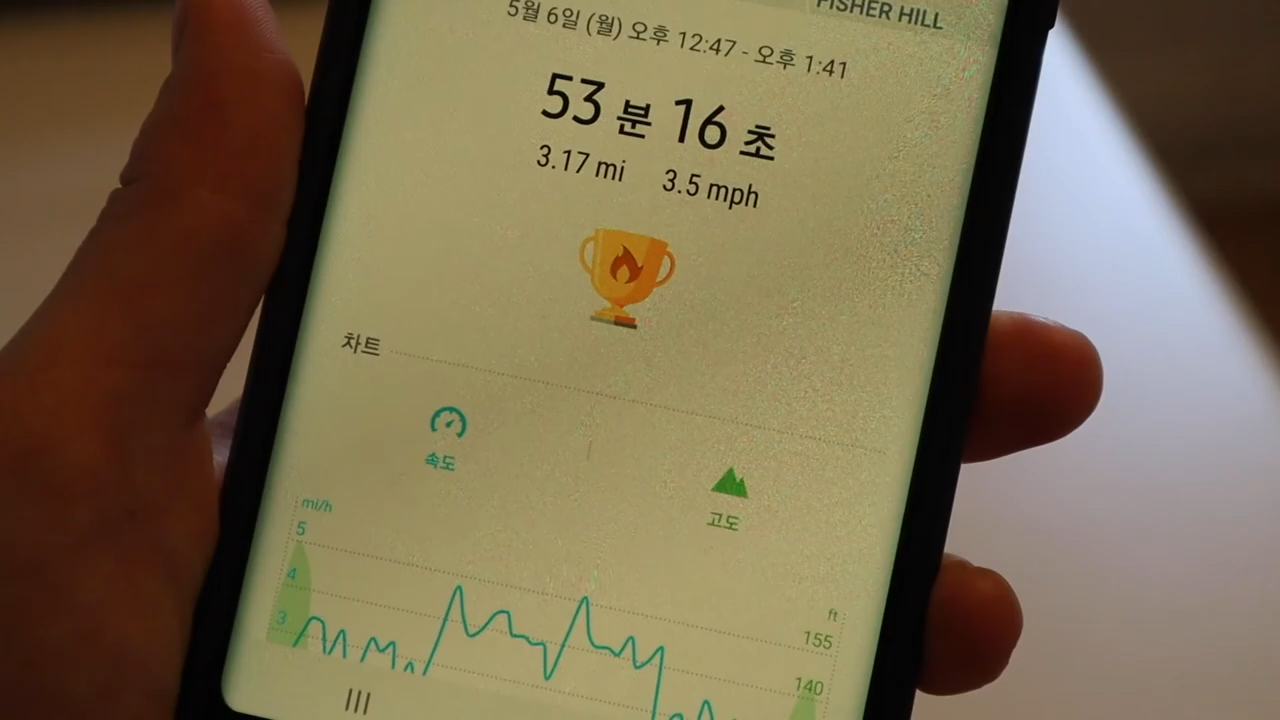 FISHER HILL
5월 6일 (월) 오후 12:47 - 오후 1:41
53 분 16 초
3.17 mi 3.5 mph
차트
속도
고도
mi/h
5
4
3
ft
155
140